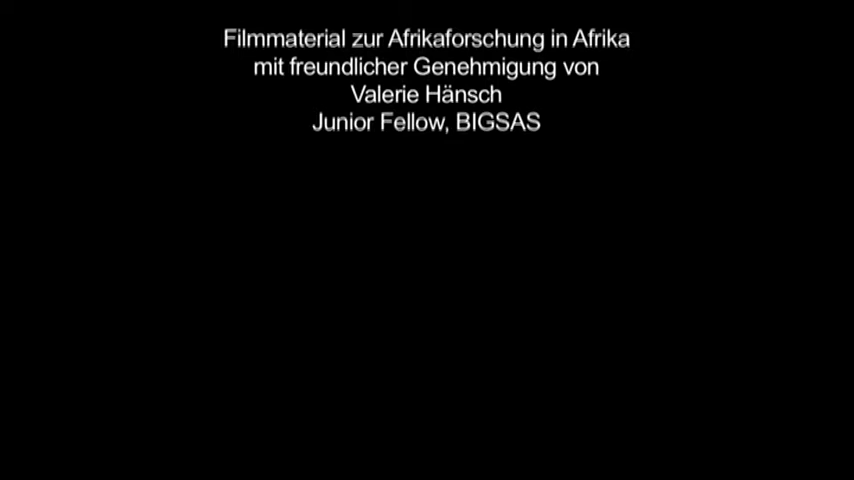 Filmmaterial zur Afrikaforschung in Afrika
mit freundlicher Genehmigung von
Valerie Hänsch
Junior Fellow, BIGSAS